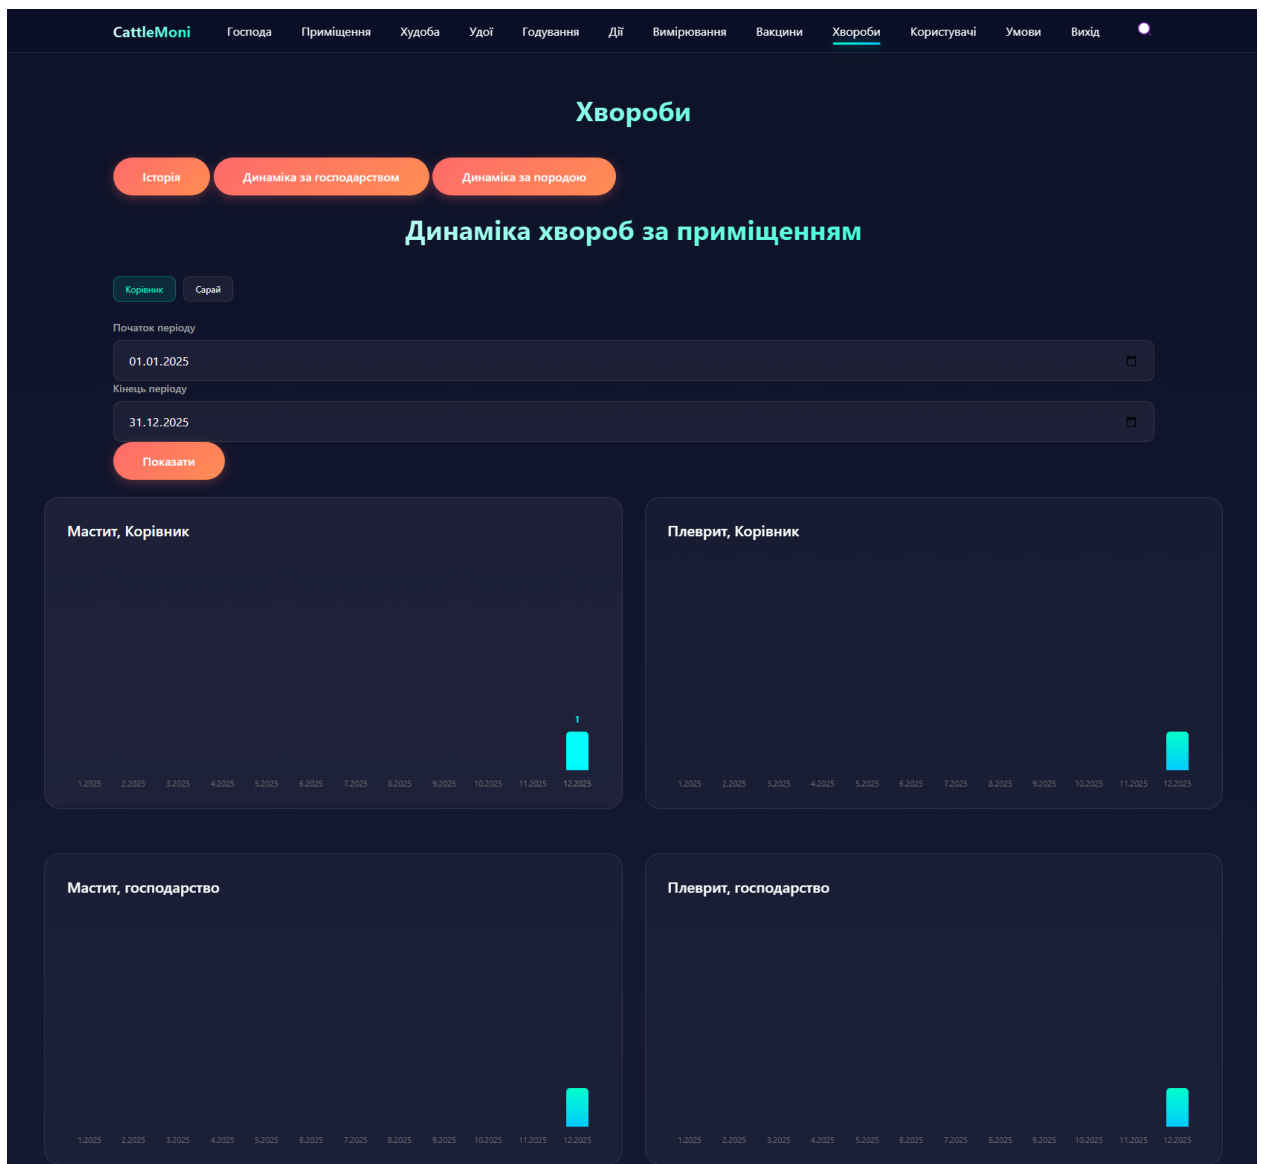 CattleMoni Господа Приміщення Худоба Удої Годування Дії Вимірювання Вакцини Хвороби Користувачі Умови Вихід
Хвороби
Історія Динаміка за господарством Динаміка за породою
Динаміка хвороб за приміщенням
Корівник Сарай
Початок періоду
01.01.2025
Кінець періоду
31.12.2025
Показати
Мастит, Корівник
1
1.2025 2.2025 3.2025 4.2025 5.2025 6.2025 7.2025 8.2025 9.2025 10.2025 11.2025 12.2025
Плеврит, Корівник
1.2025 2.2025 3.2025 4.2025 5.2025 6.2025 7.2025 8.2025 9.2025 10.2025 11.2025 12.2025
Мастит, господарство
1.2025 2.2025 3.2025 4.2025 5.2025 6.2025 7.2025 8.2025 9.2025 10.2025 11.2025 12.2025
Плеврит, господарство
1.2025 2.2025 3.2025 4.2025 5.2025 6.2025 7.2025 8.2025 9.2025 10.2025 11.2025 12.2025